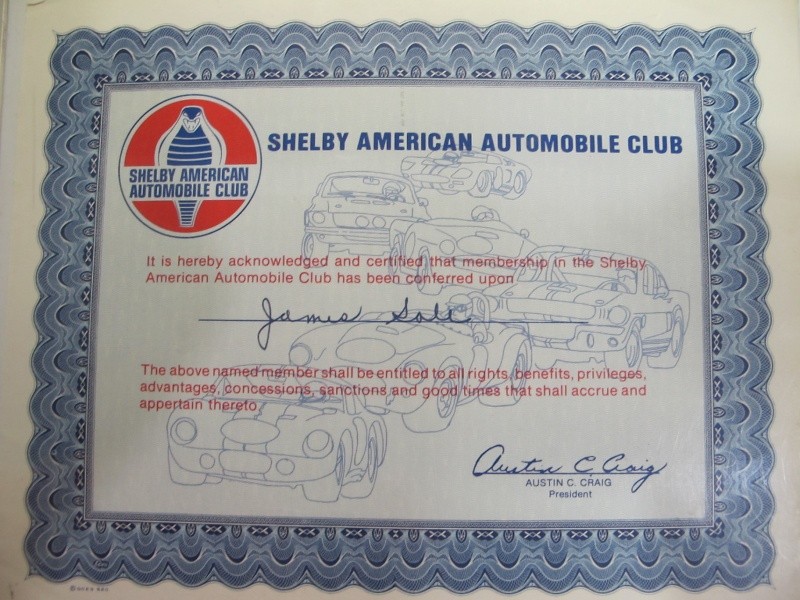 SHELBY AMERICAN AUTOMOBILE CLUB
SHELBY AMERICAN
AUTOMOBILE CLUB
It is hereby acknowledged and certified that membership in the Shelby
American Automobile Club has been conferred upon
James
The above named member shall be entitled to all rights, benefits, privileges,
advantages, concessions, sanctions and good times that shall accrue and
appertain thereto
Austin C. Craig
AUSTIN C. CRAIG
President